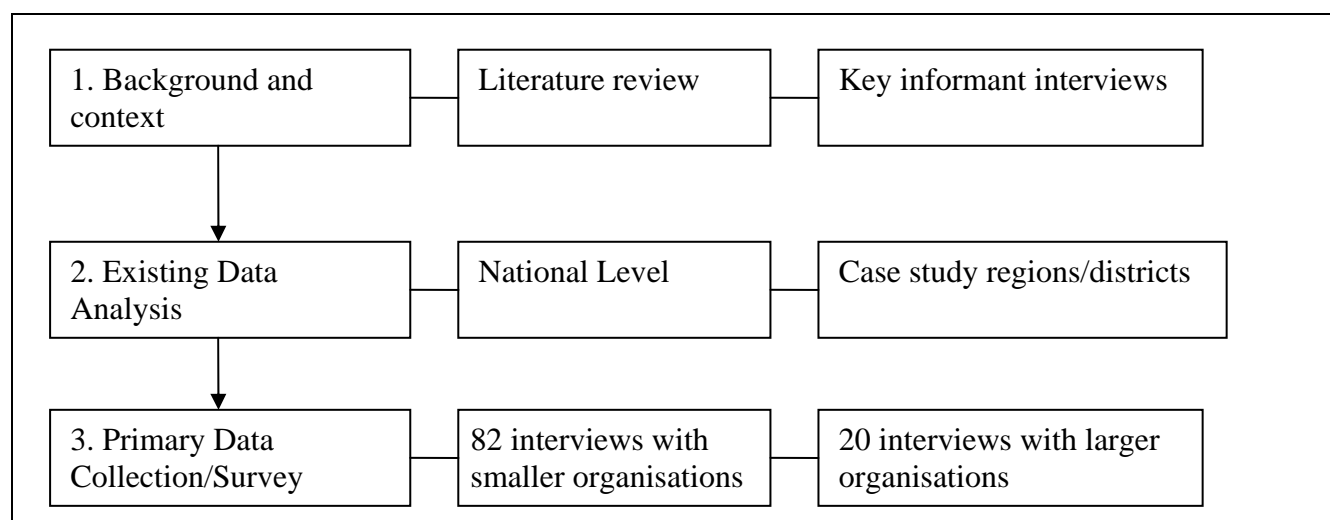 1. Background and
context
Literature review
Key informant interviews
2. Existing Data
Analysis
National Level
Case study regions/districts
3. Primary Data
Collection/Survey
82 interviews with
smaller organisations
20 interviews with larger
organisations